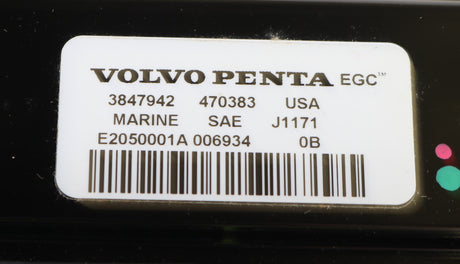 VOLVO PENTA EGC™
3847942 470383 USA
MARINE SAE J1171
E2050001A 006934 0B